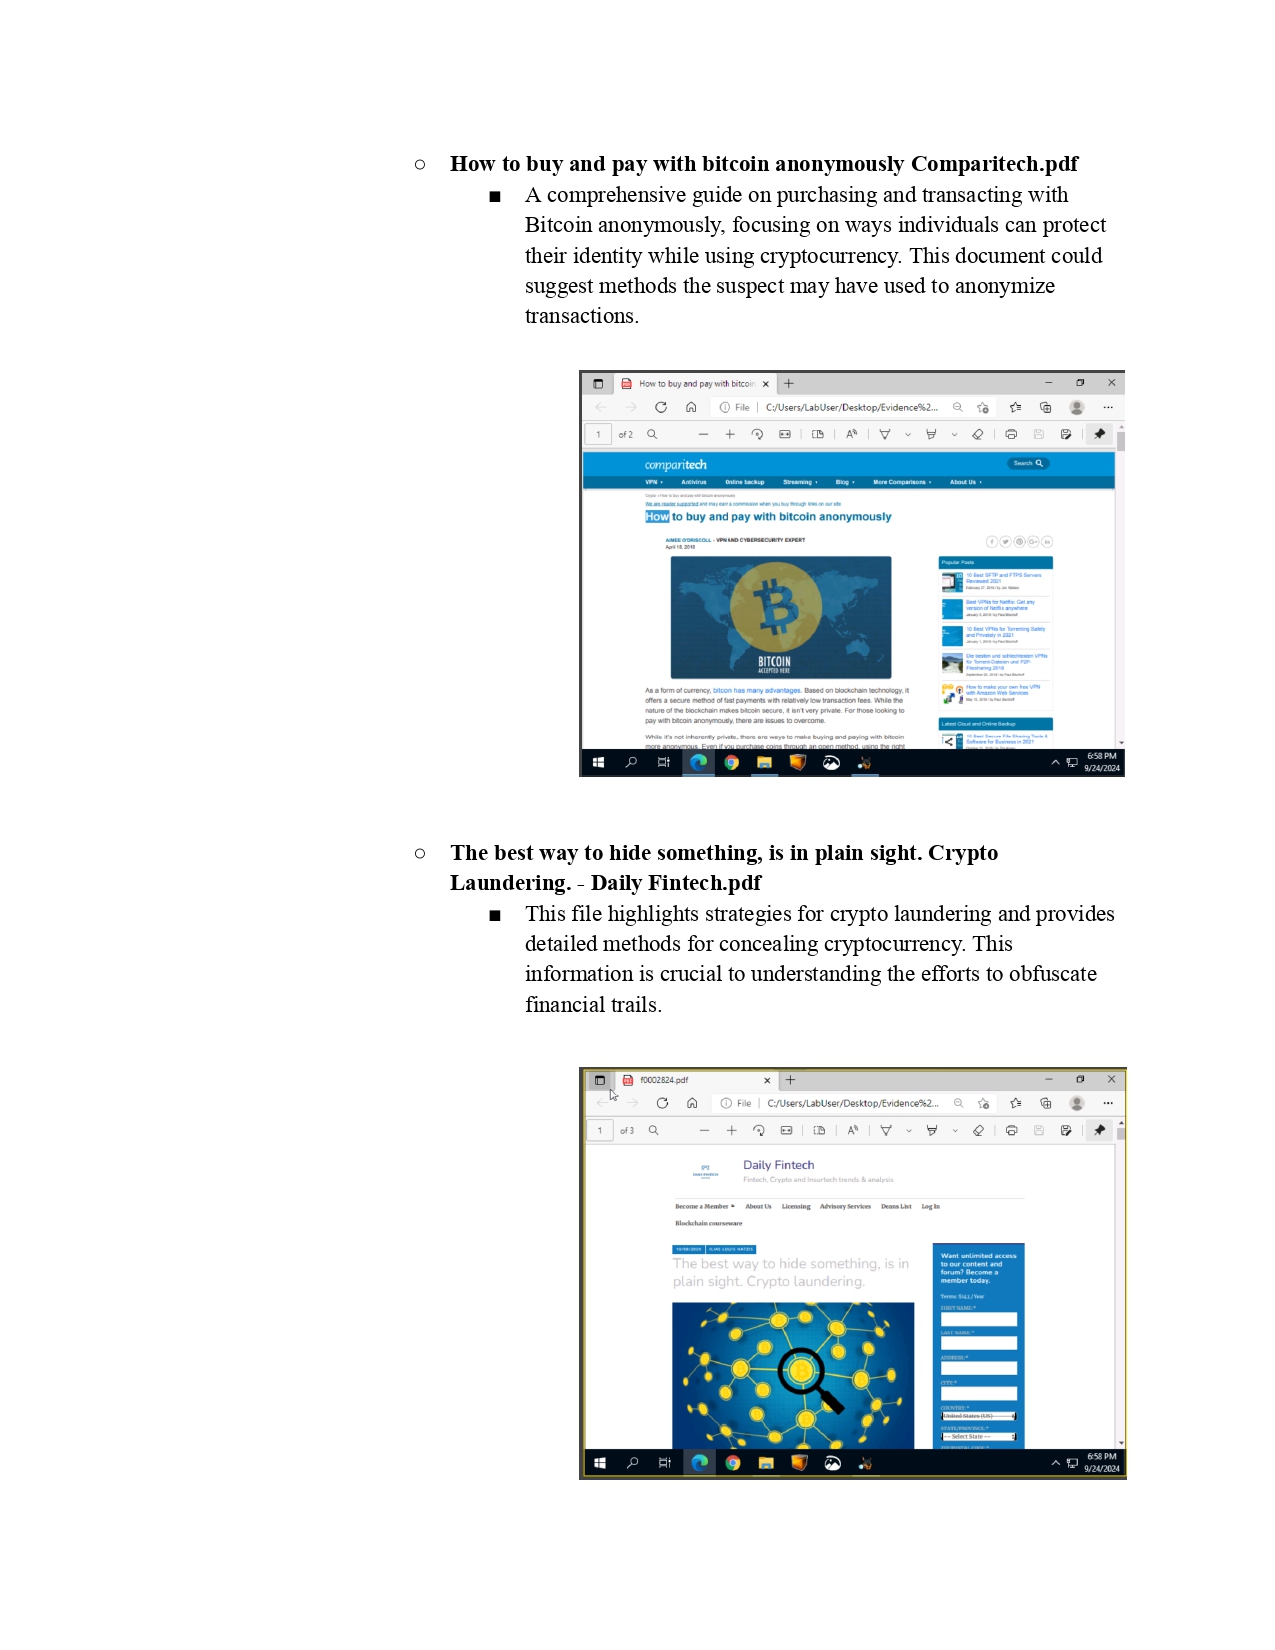 ○ How to buy and pay with bitcoin anonymously Comparitech.pdf
■ A comprehensive guide on purchasing and transacting with
Bitcoin anonymously, focusing on ways individuals can protect
their identity while using cryptocurrency. This document could
suggest methods the suspect may have used to anonymize
transactions.
How to buy and pay with bitcoin
File | C:/Users/LabUser/Desktop/Evidence%2...
1 of 2
comparitech
Search
VPN Antivirus Online backup Streaming Blog More Comparisons About Us
We are reader supported and may earn a commission when you buy through links on our site
How to buy and pay with bitcoin anonymously
AIMEE O'DRISCOLL - VPN AND CYBERSECURITY EXPERT
April 18, 2018
BITCOIN
ACCEPTED HERE
Popular Posts
10 Best SFTP and FTPS Servers
Reviewed 2021
Best VPNs for Netflix: Get any
version of Netflix anywhere
10 Best VPNs for Torrenting Safely
and Privately in 2021
Die besten und schlechtesten VPNs
für Torrent-Dateien und P2P-
Filesharing 2018
How to make your own free VPN
with Amazon Web Services
Latest Cloud and Online Backup
10 Best Secure File Sharing Tools &
Software for Business in 2021
As a form of currency, bitcoin has many advantages. Based on blockchain technology, it
offers a secure method of fast payments with relatively low transaction fees. While the
nature of the blockchain makes bitcoin secure, it isn't very private. For those looking to
pay with bitcoin anonymously, there are issues to overcome.
While it's not inherently private, there are ways to make buying and paying with bitcoin
more anonymous. Even if you purchase coins through an open method, using the right
6:58 PM
9/24/2024
○ The best way to hide something, is in plain sight. Crypto
Laundering. - Daily Fintech.pdf
■ This file highlights strategies for crypto laundering and provides
detailed methods for concealing cryptocurrency. This
information is crucial to understanding the efforts to obfuscate
financial trails.
f0002824.pdf
File | C:/Users/LabUser/Desktop/Evidence%2...
1 of 3
Daily Fintech
Fintech, Crypto and Insurtech trends & analysis
Become a Member About Us Licensing Advisory Services Deans List Log In
Blockchain courseware
The best way to hide something, is in
plain sight. Crypto laundering.
Want unlimited access
to our content and
forum? Become a
member today.
FIRST NAME: *
LAST NAME: *
ADDRESS: *
CITY: *
COUNTRY: *
United States (US)
STATE/PROVINCE: *
-- Select State --
6:58 PM
9/24/2024